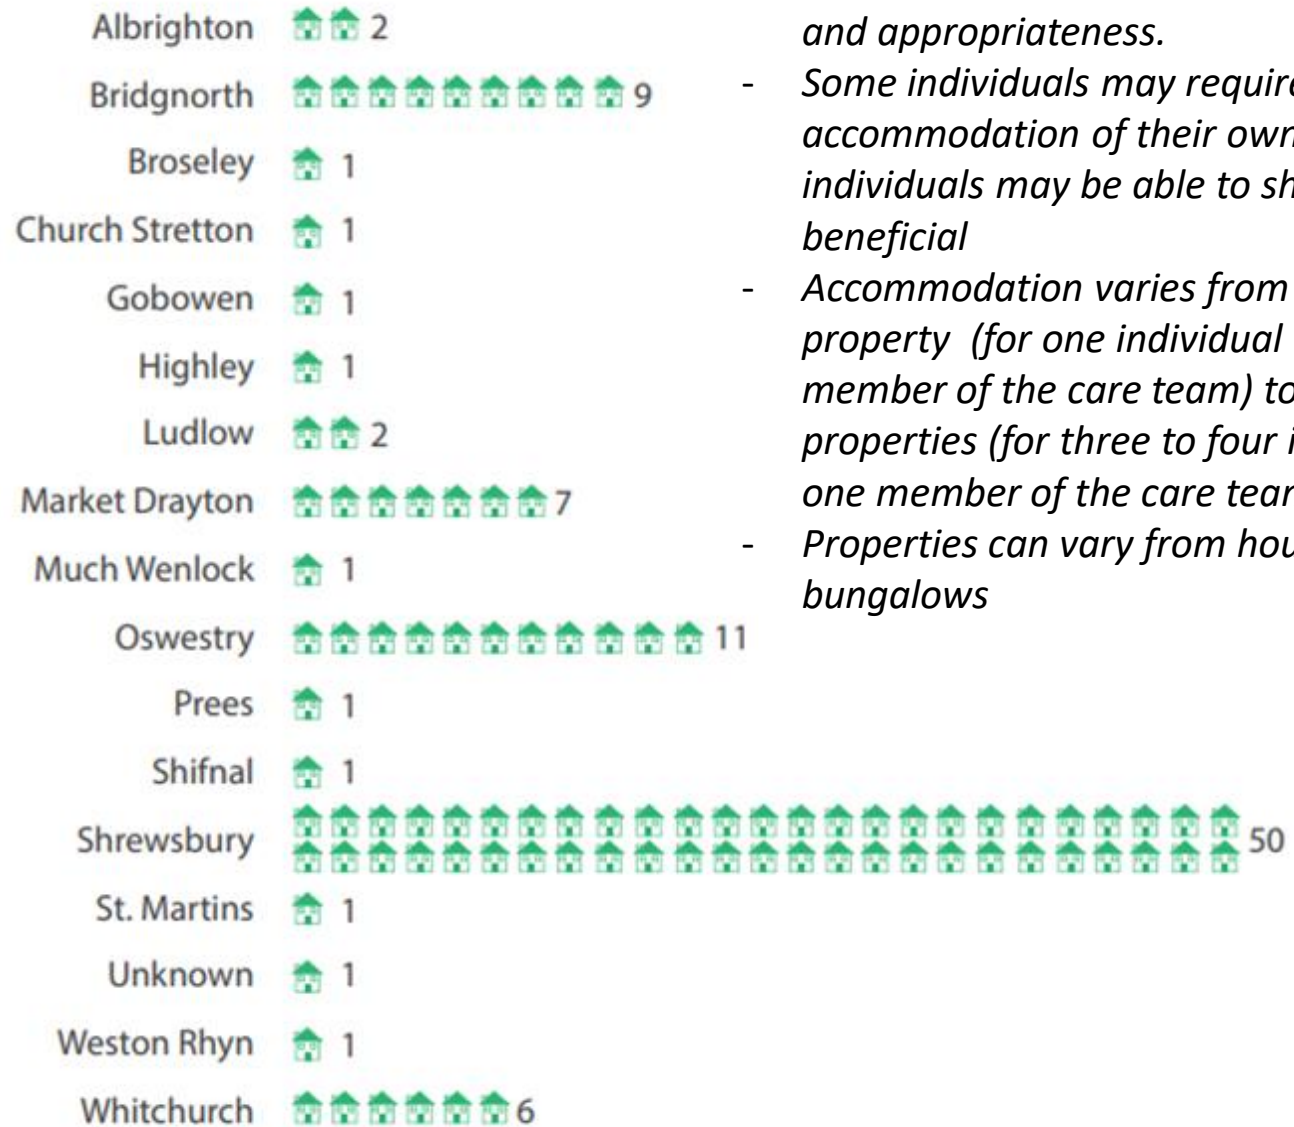 Albrighton 2
Bridgnorth 9
Broseley 1
Church Stretton 1
Gobowen 1
Highley 1
Ludlow 2
Market Drayton 7
Much Wenlock 1
Oswestry 11
Prees 1
Shifnal 1
Shrewsbury 50
St. Martins 1
Unknown 1
Weston Rhyn 1
Whitchurch 6
and appropriateness.
- Some individuals may require
accommodation of their own
individuals may be able to sh
beneficial
- Accommodation varies from
property (for one individual
member of the care team) to
properties (for three to four i
one member of the care tear
- Properties can vary from hou
bungalows